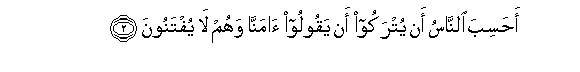 أَحَسِبَ ٱلنَّاسُ أَن يُتْرَكُوٓا۟ أَن يَقُولُوٓا۟ ءَامَنَّا وَهُمْ لَا يُفْتَنُونَ ﴿٢﴾